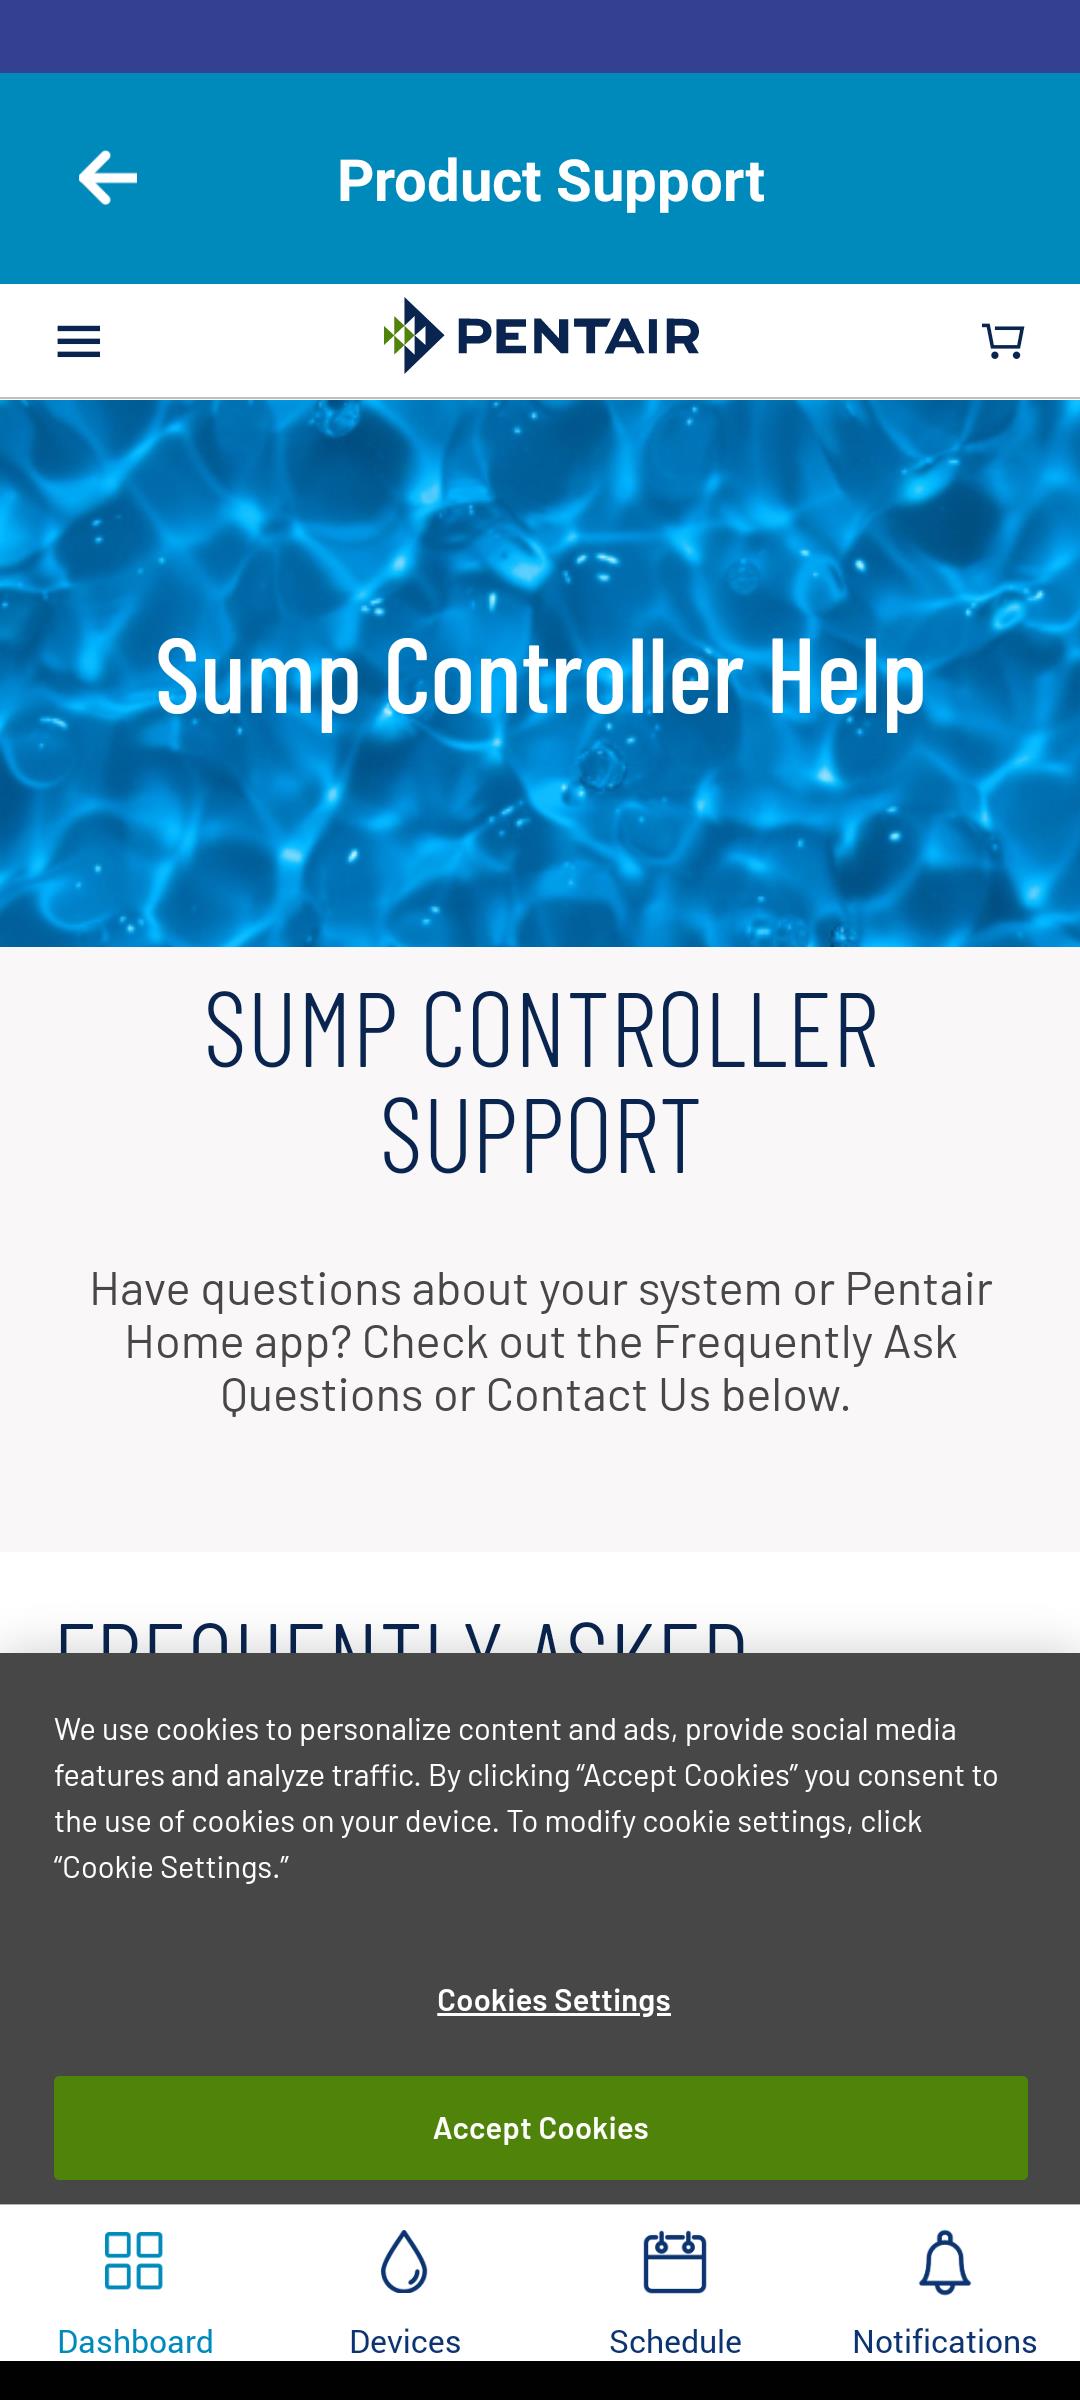 Product Support
PENTAIR
Sump Controller Help
SUMP CONTROLLER
SUPPORT
Have questions about your system or Pentair
Home app? Check out the Frequently Ask
Questions or Contact Us below.
FREQUENTLY ASKED
We use cookies to personalize content and ads, provide social media
features and analyze traffic. By clicking “Accept Cookies” you consent to
the use of cookies on your device. To modify cookie settings, click
“Cookie Settings.”
Cookies Settings
Accept Cookies
Dashboard
Devices
Schedule
Notifications